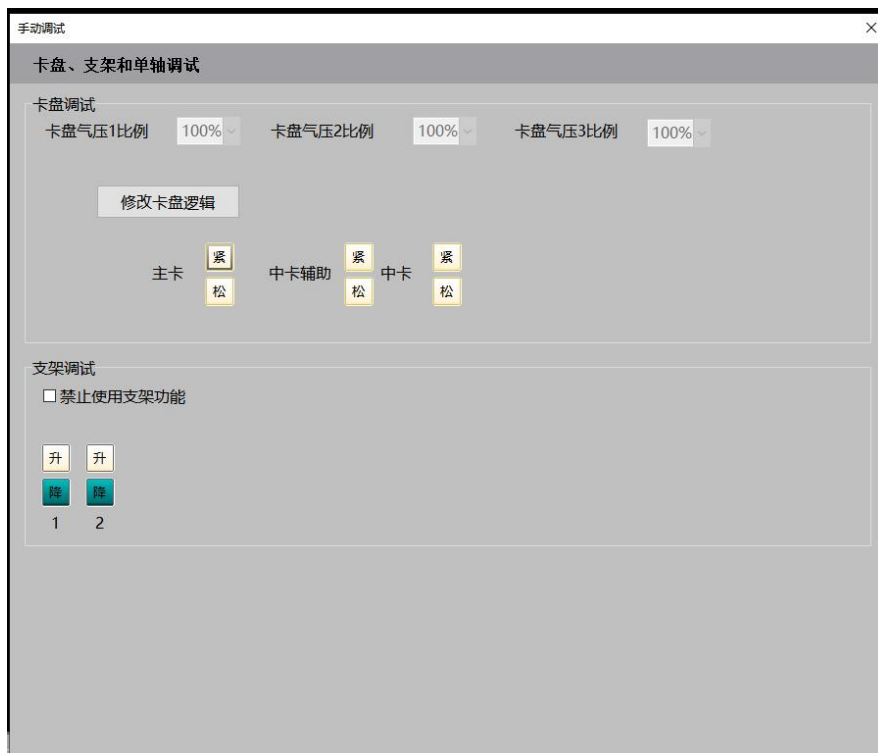 手动调试
卡盘、支架和单轴调试
卡盘调试
卡盘气压1比例 100% 卡盘气压2比例 100% 卡盘气压3比例 100%
修改卡盘逻辑
紧 紧 紧
主卡 中卡辅助 中卡
松 松 松
支架调试
禁止使用支架功能
升 升
降 降
1 2